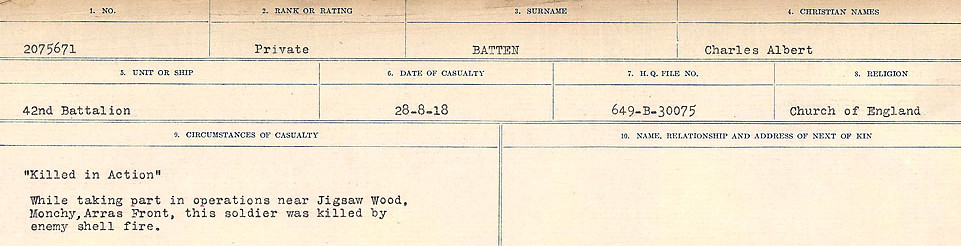 1. NO. 2. RANK OR RATING 3. SURNAME 4. CHRISTIAN NAMES
2075671 Private BATTEN Charles Albert
5. UNIT OR SHIP 6. DATE OF CASUALTY 7. H. Q. FILE NO. 8. RELIGION
42nd Battalion 28-8-18 649-B-30075 Church of England
9. CIRCUMSTANCES OF CASUALTY 10. NAME, RELATIONSHIP AND ADDRESS OF NEXT OF KIN
"Killed in Action"
While taking part in operations near Jigsaw Wood,
Monchy, Arras Front, this soldier was killed by
enemy shell fire.